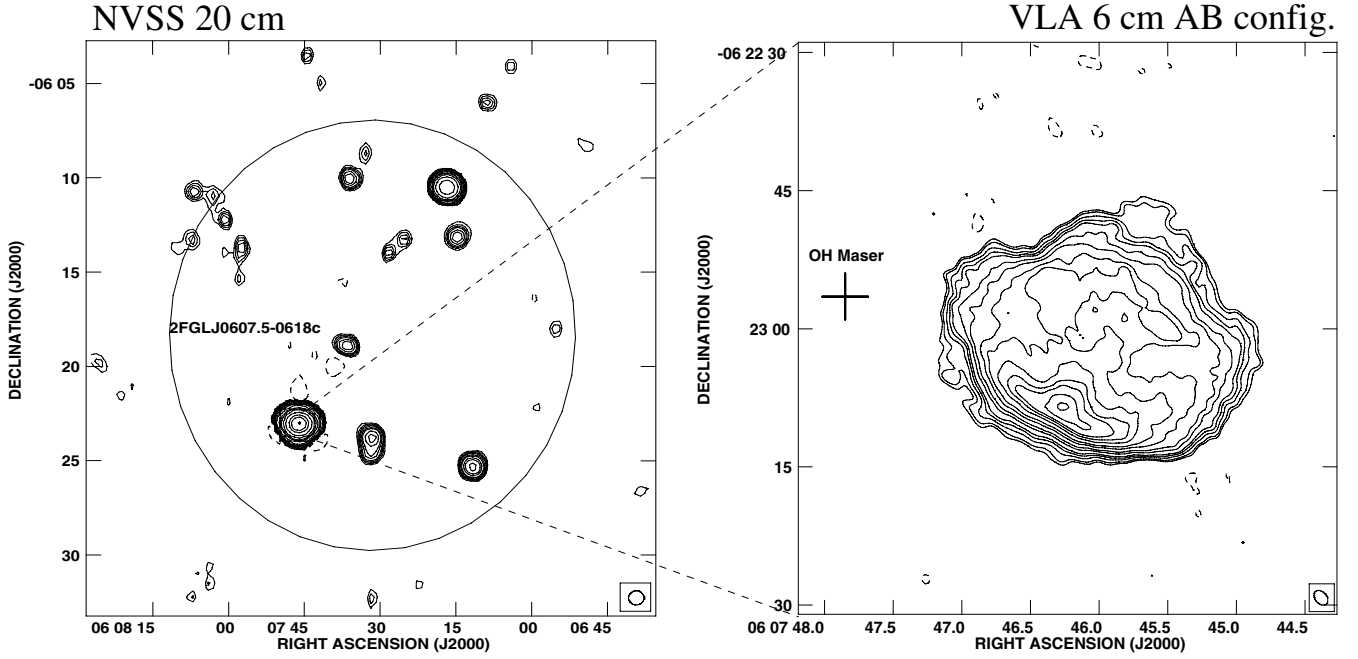 NVSS 20 cm
-06 05
10
15
20
25
30
DECLINATION (J2000)
2FGLJ0607.5-0618c
06 08 15 00 07 45 30 15 00 06 45
RIGHT ASCENSION (J2000)
VLA 6 cm AB config.
-06 22 30
45
23 00
15
30
DECLINATION (J2000)
OH Maser
06 07 48.0 47.5 47.0 46.5 46.0 45.5 45.0 44.5
RIGHT ASCENSION (J2000)